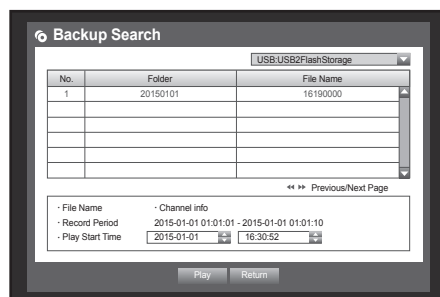 Backup Search
USB:USB2FlashStorage
No. Folder File Name
1 20150101 16190000
Previous/Next Page
· File Name · Channel info
· Record Period 2015-01-01 01:01:01 - 2015-01-01 01:01:10
· Play Start Time 2015-01-01 16:30:52
Play Return